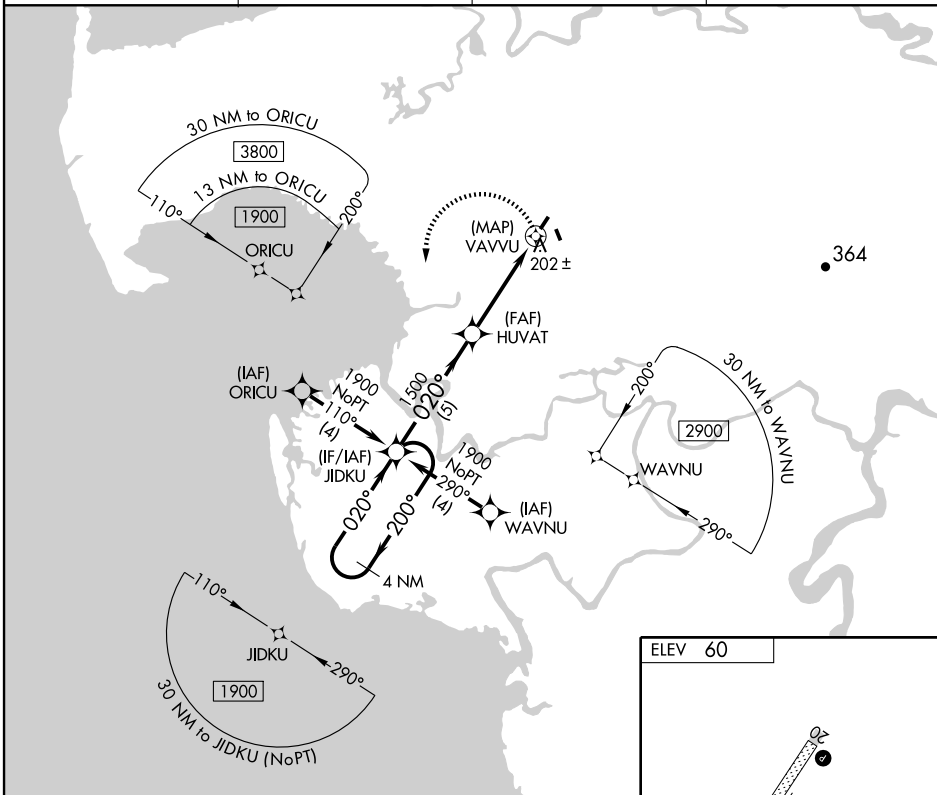 30 NM to ORICU
3800
13 NM to ORICU
110°
1900
200°
ORICU
(MAP)
VAVVU
202 ±
364
(FAF)
HUVAT
(IAF)
ORICU
1900
NoPT
110°
(4)
1500
020°
(5)
(IF/IAF)
JIDKU
1900
NoPT
290°
(4)
(IAF)
WAVNU
020°
200°
4 NM
200°
30 NM to WAVNU
2900
WAVNU
290°
110°
JIDKU
290°
1900
30 NM to JIDKU (NoPT)
ELEV 60
20
P